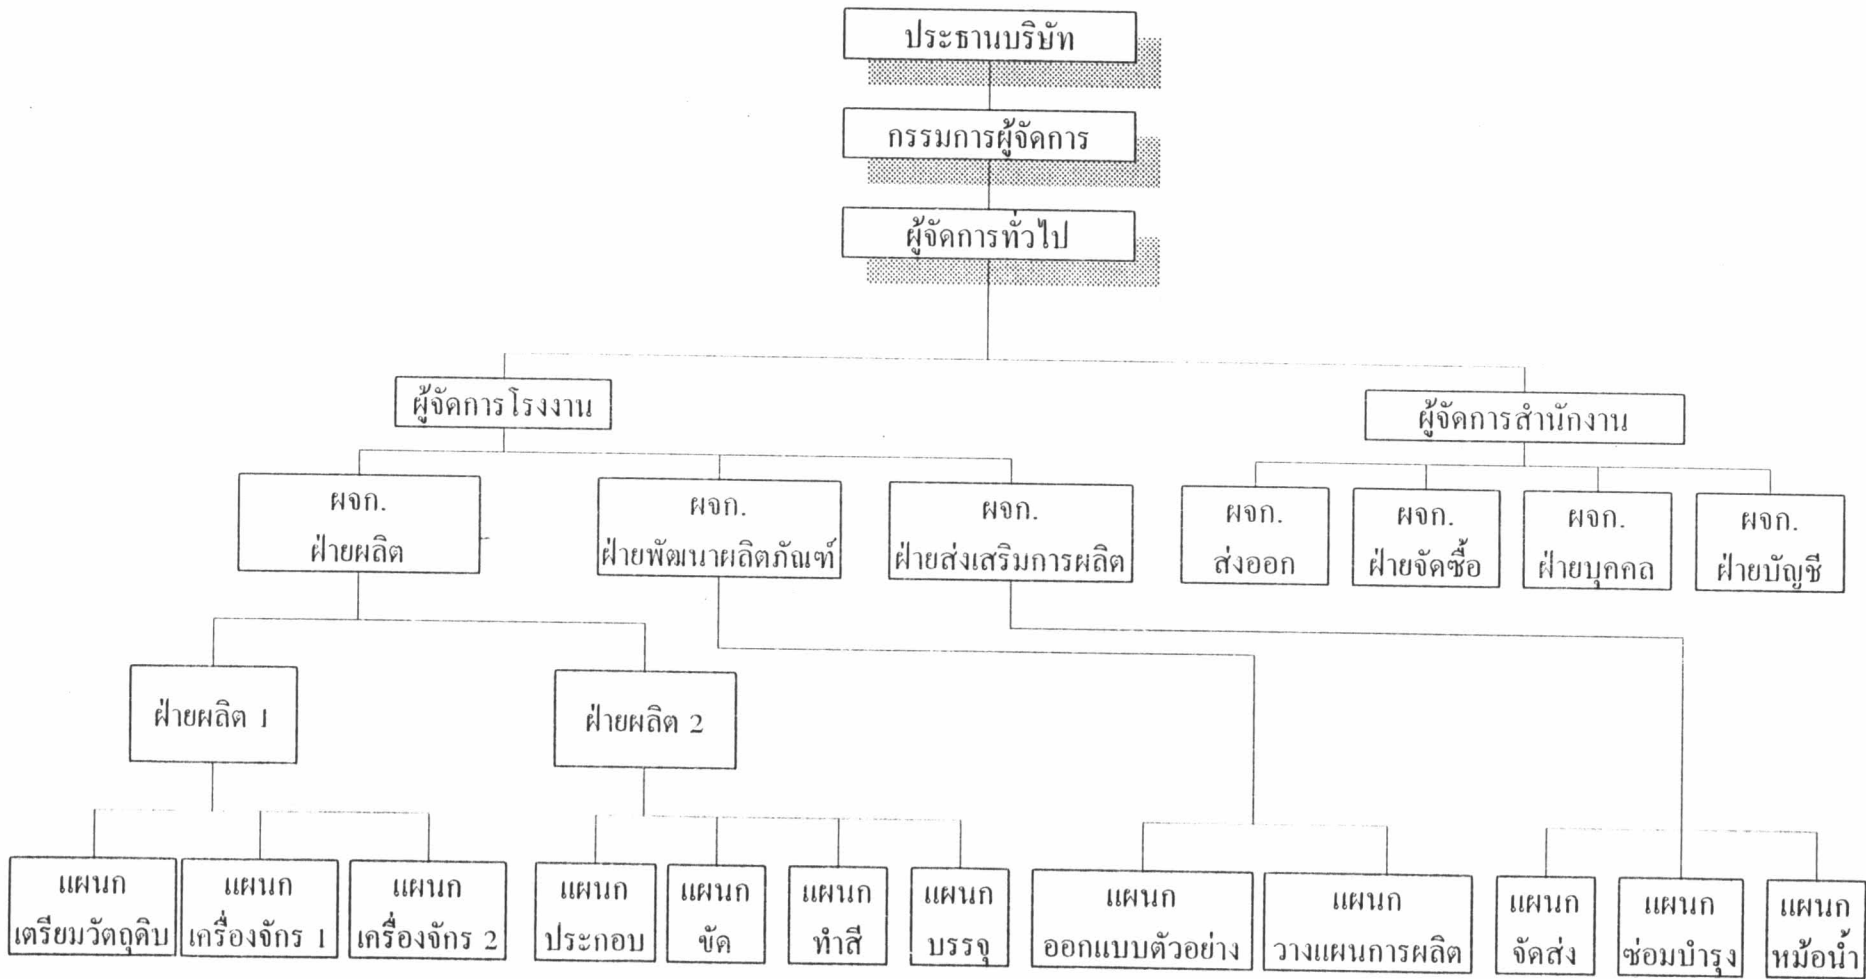 ประธานบริษัท
กรรมการผู้จัดการ
ผู้จัดการทั่วไป
ผู้จัดการโรงงาน
ผู้จัดการสำนักงาน
ผจก.
ฝ่ายผลิต
ผจก.
ฝ่ายพัฒนาผลิตภัณฑ์
ผจก.
ฝ่ายส่งเสริมการผลิต
ผจก.
ส่งออก
ผจก.
ฝ่ายจัดซื้อ
ผจก.
ฝ่ายบุคคล
ผจก.
ฝ่ายบัญชี
ฝ่ายผลิต 1
ฝ่ายผลิต 2
แผนก
เตรียมวัตถุดิบ
แผนก
เครื่องจักร 1
แผนก
เครื่องจักร 2
แผนก
ประกอบ
แผนก
ขัด
แผนก
ทำสี
แผนก
บรรจุ
แผนก
ออกแบบตัวอย่าง
แผนก
วางแผนการผลิต
แผนก
จัดส่ง
แผนก
ซ่อมบำรุง
แผนก
หม้อน้ำ